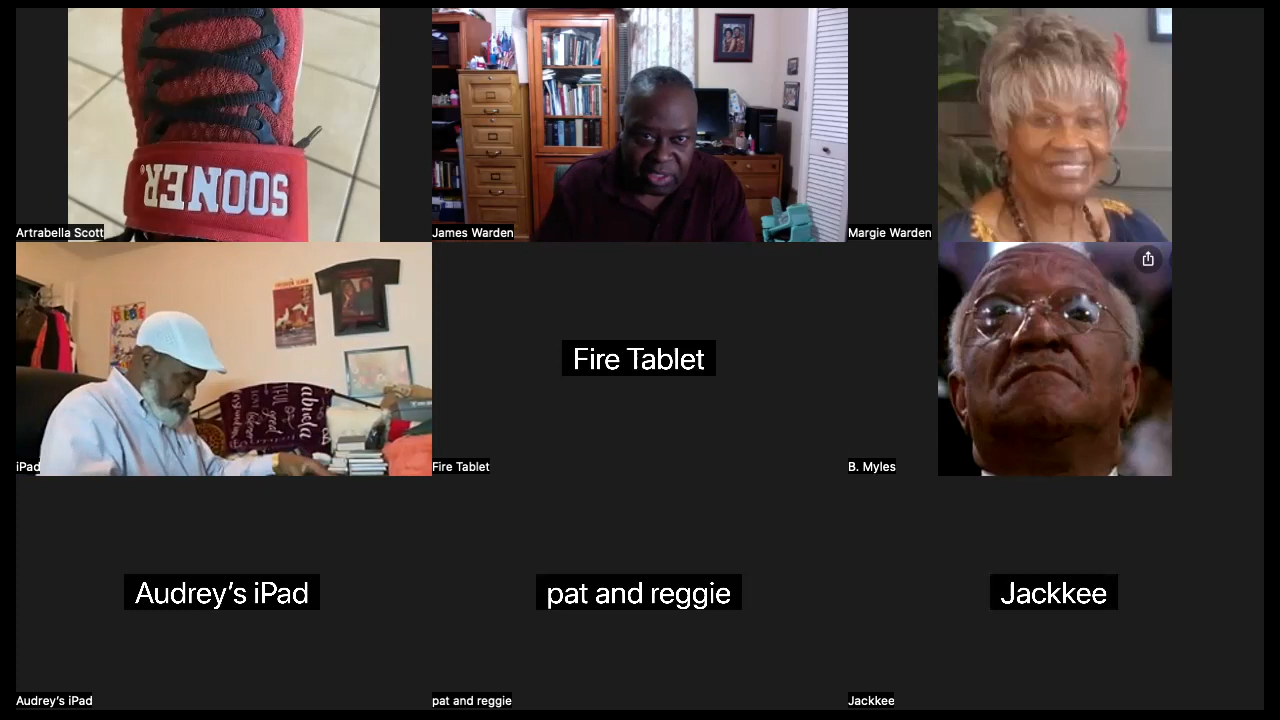 SOONER
Artrabella Scott
James Warden
Margie Warden
abuela
iPad
Fire Tablet
Fire Tablet
B. Myles
Audrey's iPad
pat and reggie
Jackkee
Audrey's iPad
pat and reggie
Jackkee